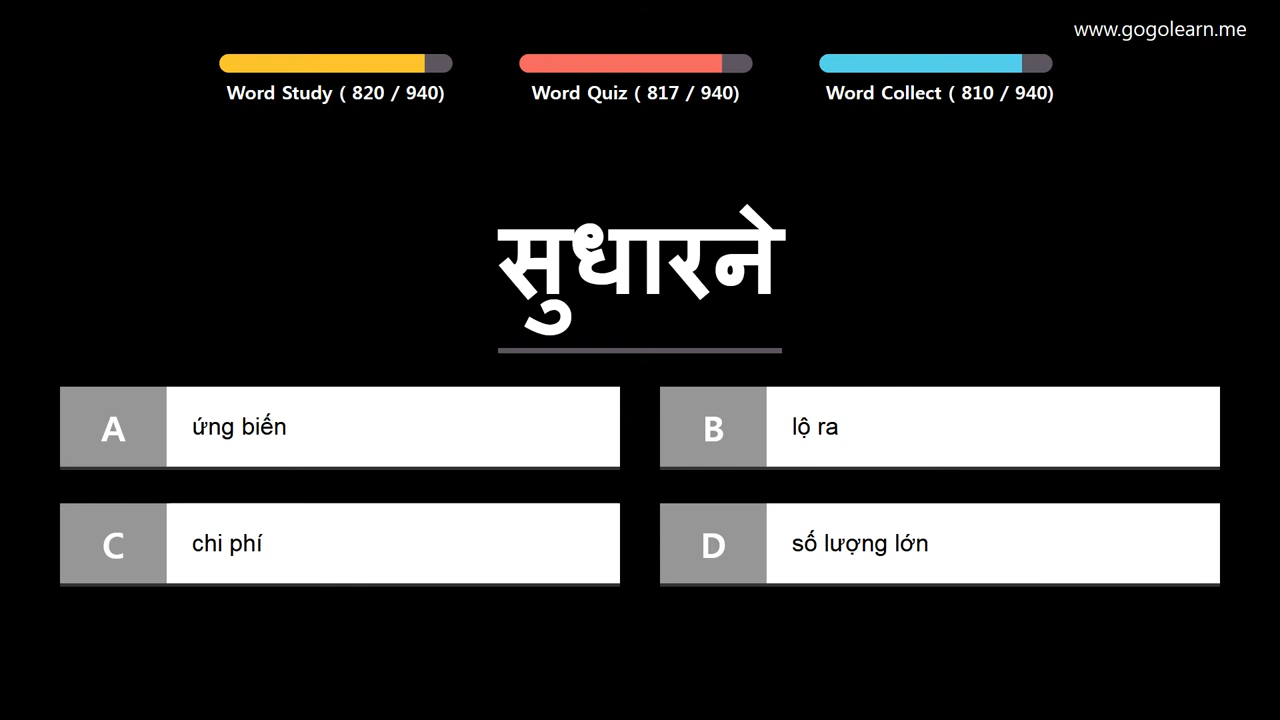 www.gogolearn.me
Word Study ( 820 / 940)
Word Quiz ( 817 / 940)
Word Collect ( 810 / 940)
सुधारने
A ứng biến
B lộ ra
C chi phí
D số lượng lớn